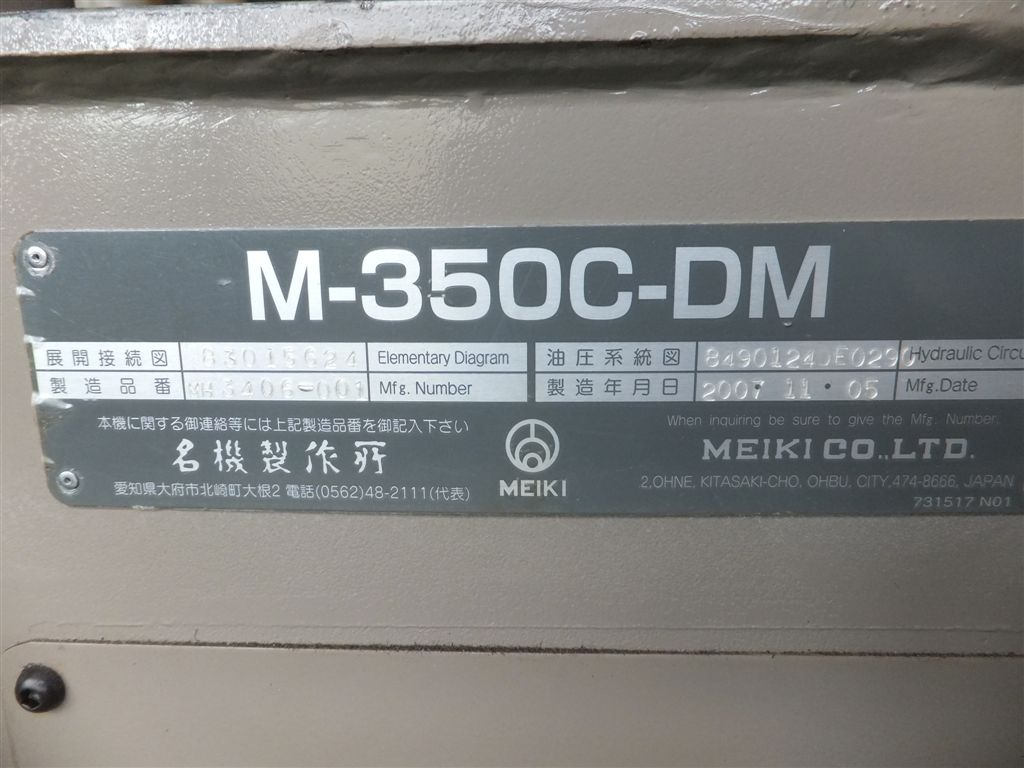 M-350C-DM
展開接続図 B3015624 Elementary Diagram 油圧系統図 Hydraulic
製造品番 MH3406-001 Mfg. Number 製造年月日 2007・11・05 Mfg.Date
本機に関する御連絡等には上記製造品番を御記入下さい When inquiring be sure to give the Mfg. Number.
名機製作所 MEIKI MEIKI CO.,LTD.
愛知県大府市北崎町大根2 電話(0562)48-2111(代表) 2,OHNE, KITASAKI-CHO, OHBU, CITY,474-8666, JAPAN
731517 N01